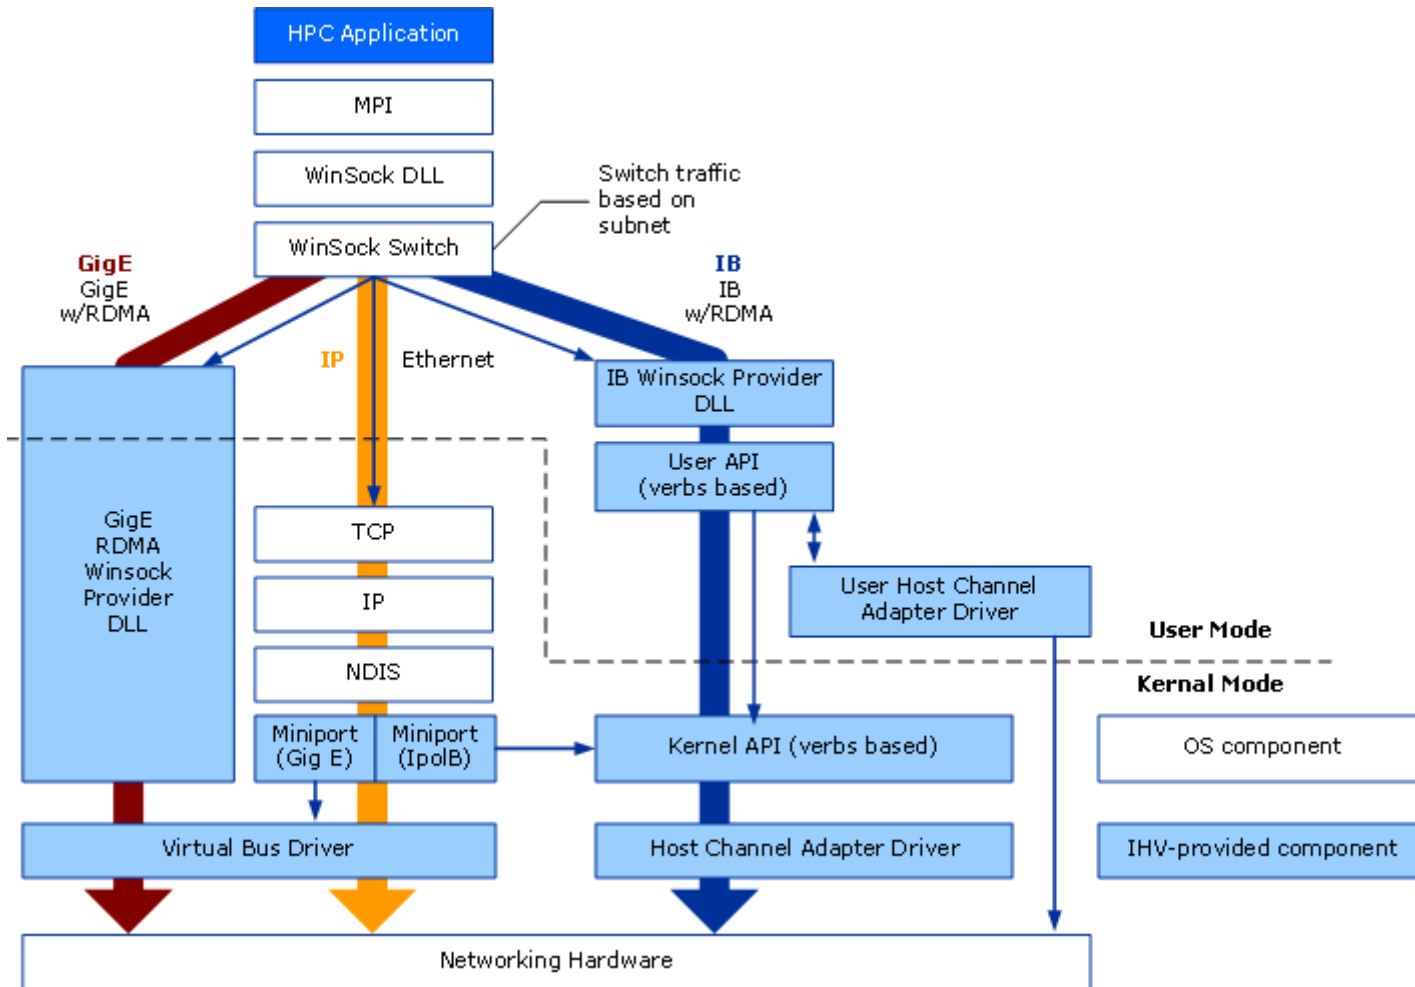 HPC Application
MPI
WinSock DLL
Switch traffic
based on
subnet
WinSock Switch
GigE
GigE
w/RDMA
IB
IB
w/RDMA
IP
Ethernet
IB Winsock Provider
DLL
User API
(verbs based)
GigE
RDMA
Winsock
Provider
DLL
TCP
IP
NDIS
User Host Channel
Adapter Driver
User Mode
Kernal Mode
Miniport
(Gig E)
Miniport
(IpolB)
Kernel API (verbs based)
OS component
Virtual Bus Driver
Host Channel Adapter Driver
IHV-provided component
Networking Hardware